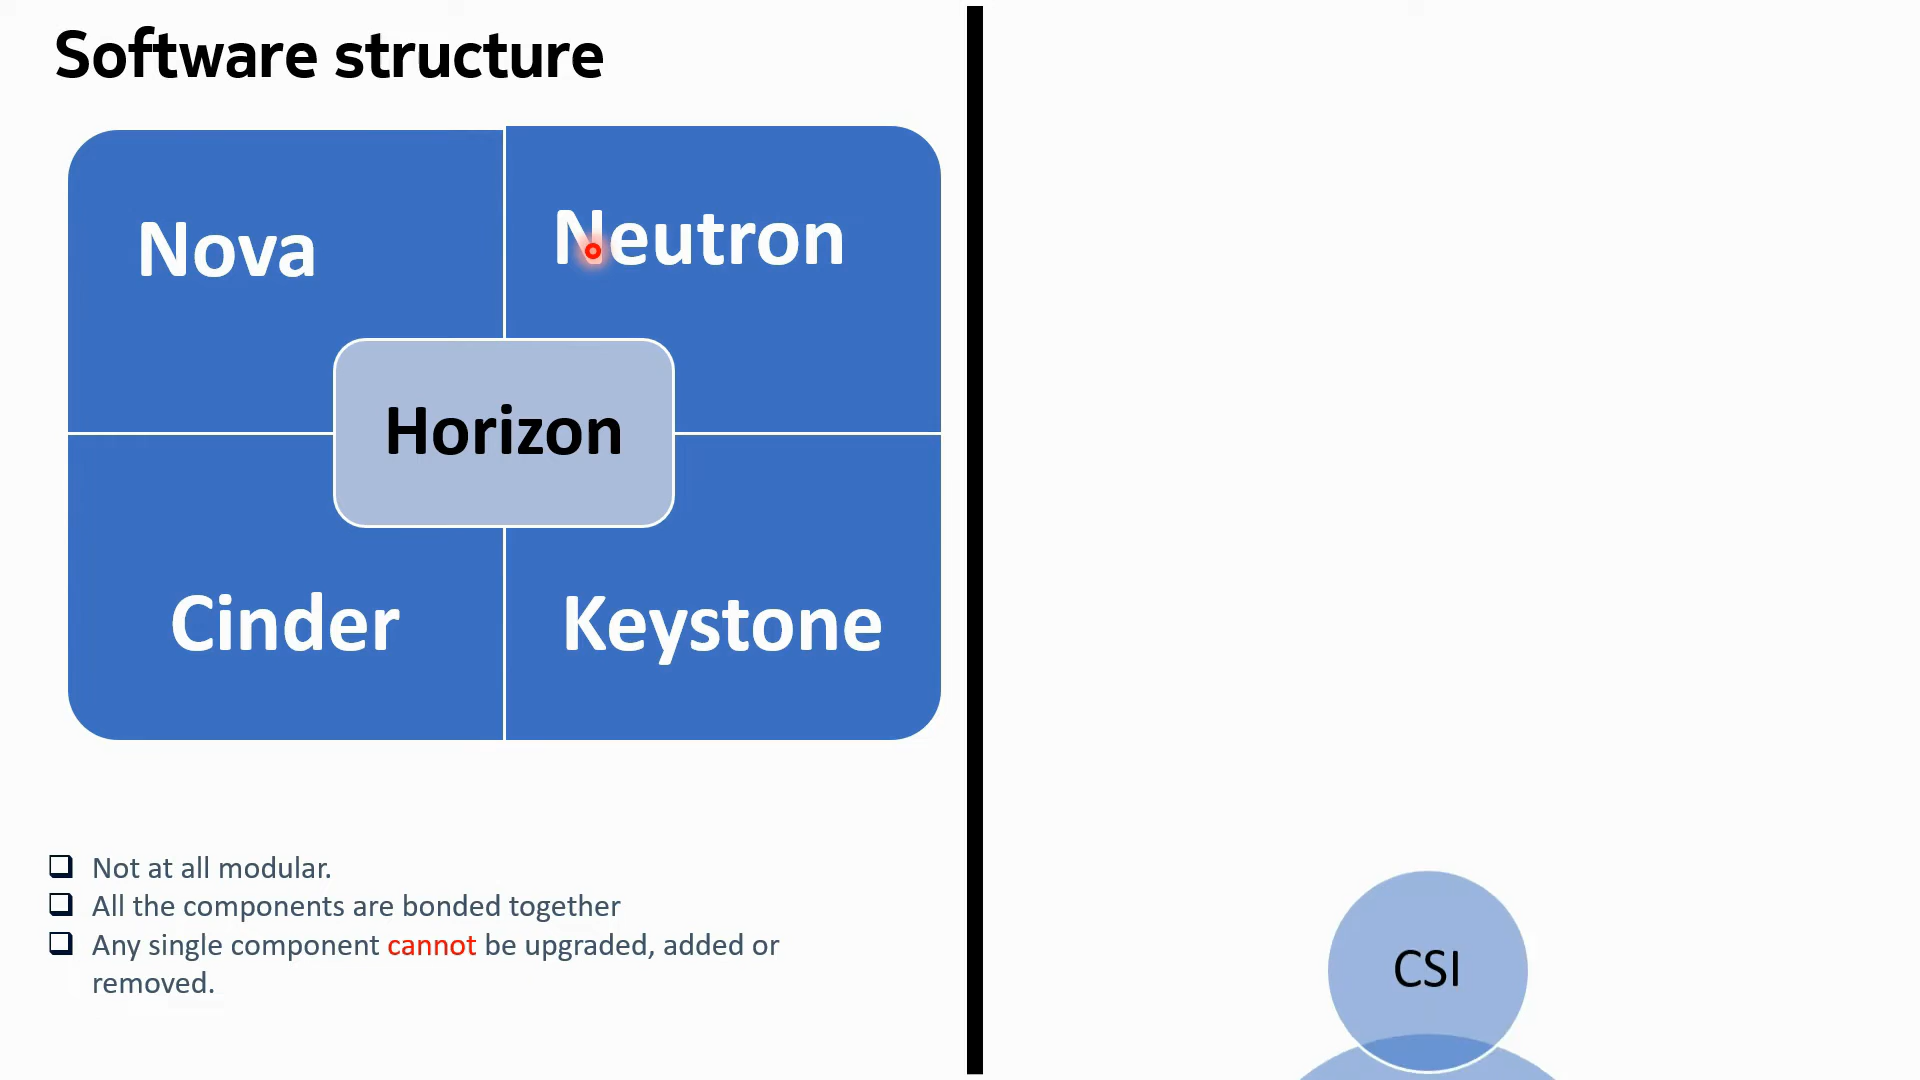 Software structure
Nova
Neutron
Horizon
Cinder
Keystone
Not at all modular.
All the components are bonded together
Any single component cannot be upgraded, added or
removed.
CSI